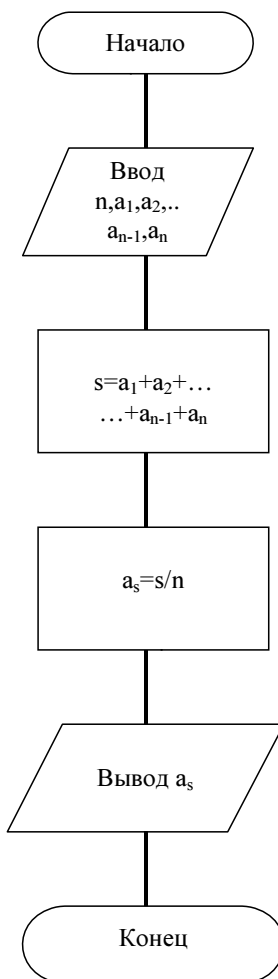 Начало
Ввод
n,a₁,a₂,..
aₙ₋₁,aₙ
s=a₁+a₂+…
…+aₙ₋₁+aₙ
aₛ=s/n
Вывод aₛ
Конец